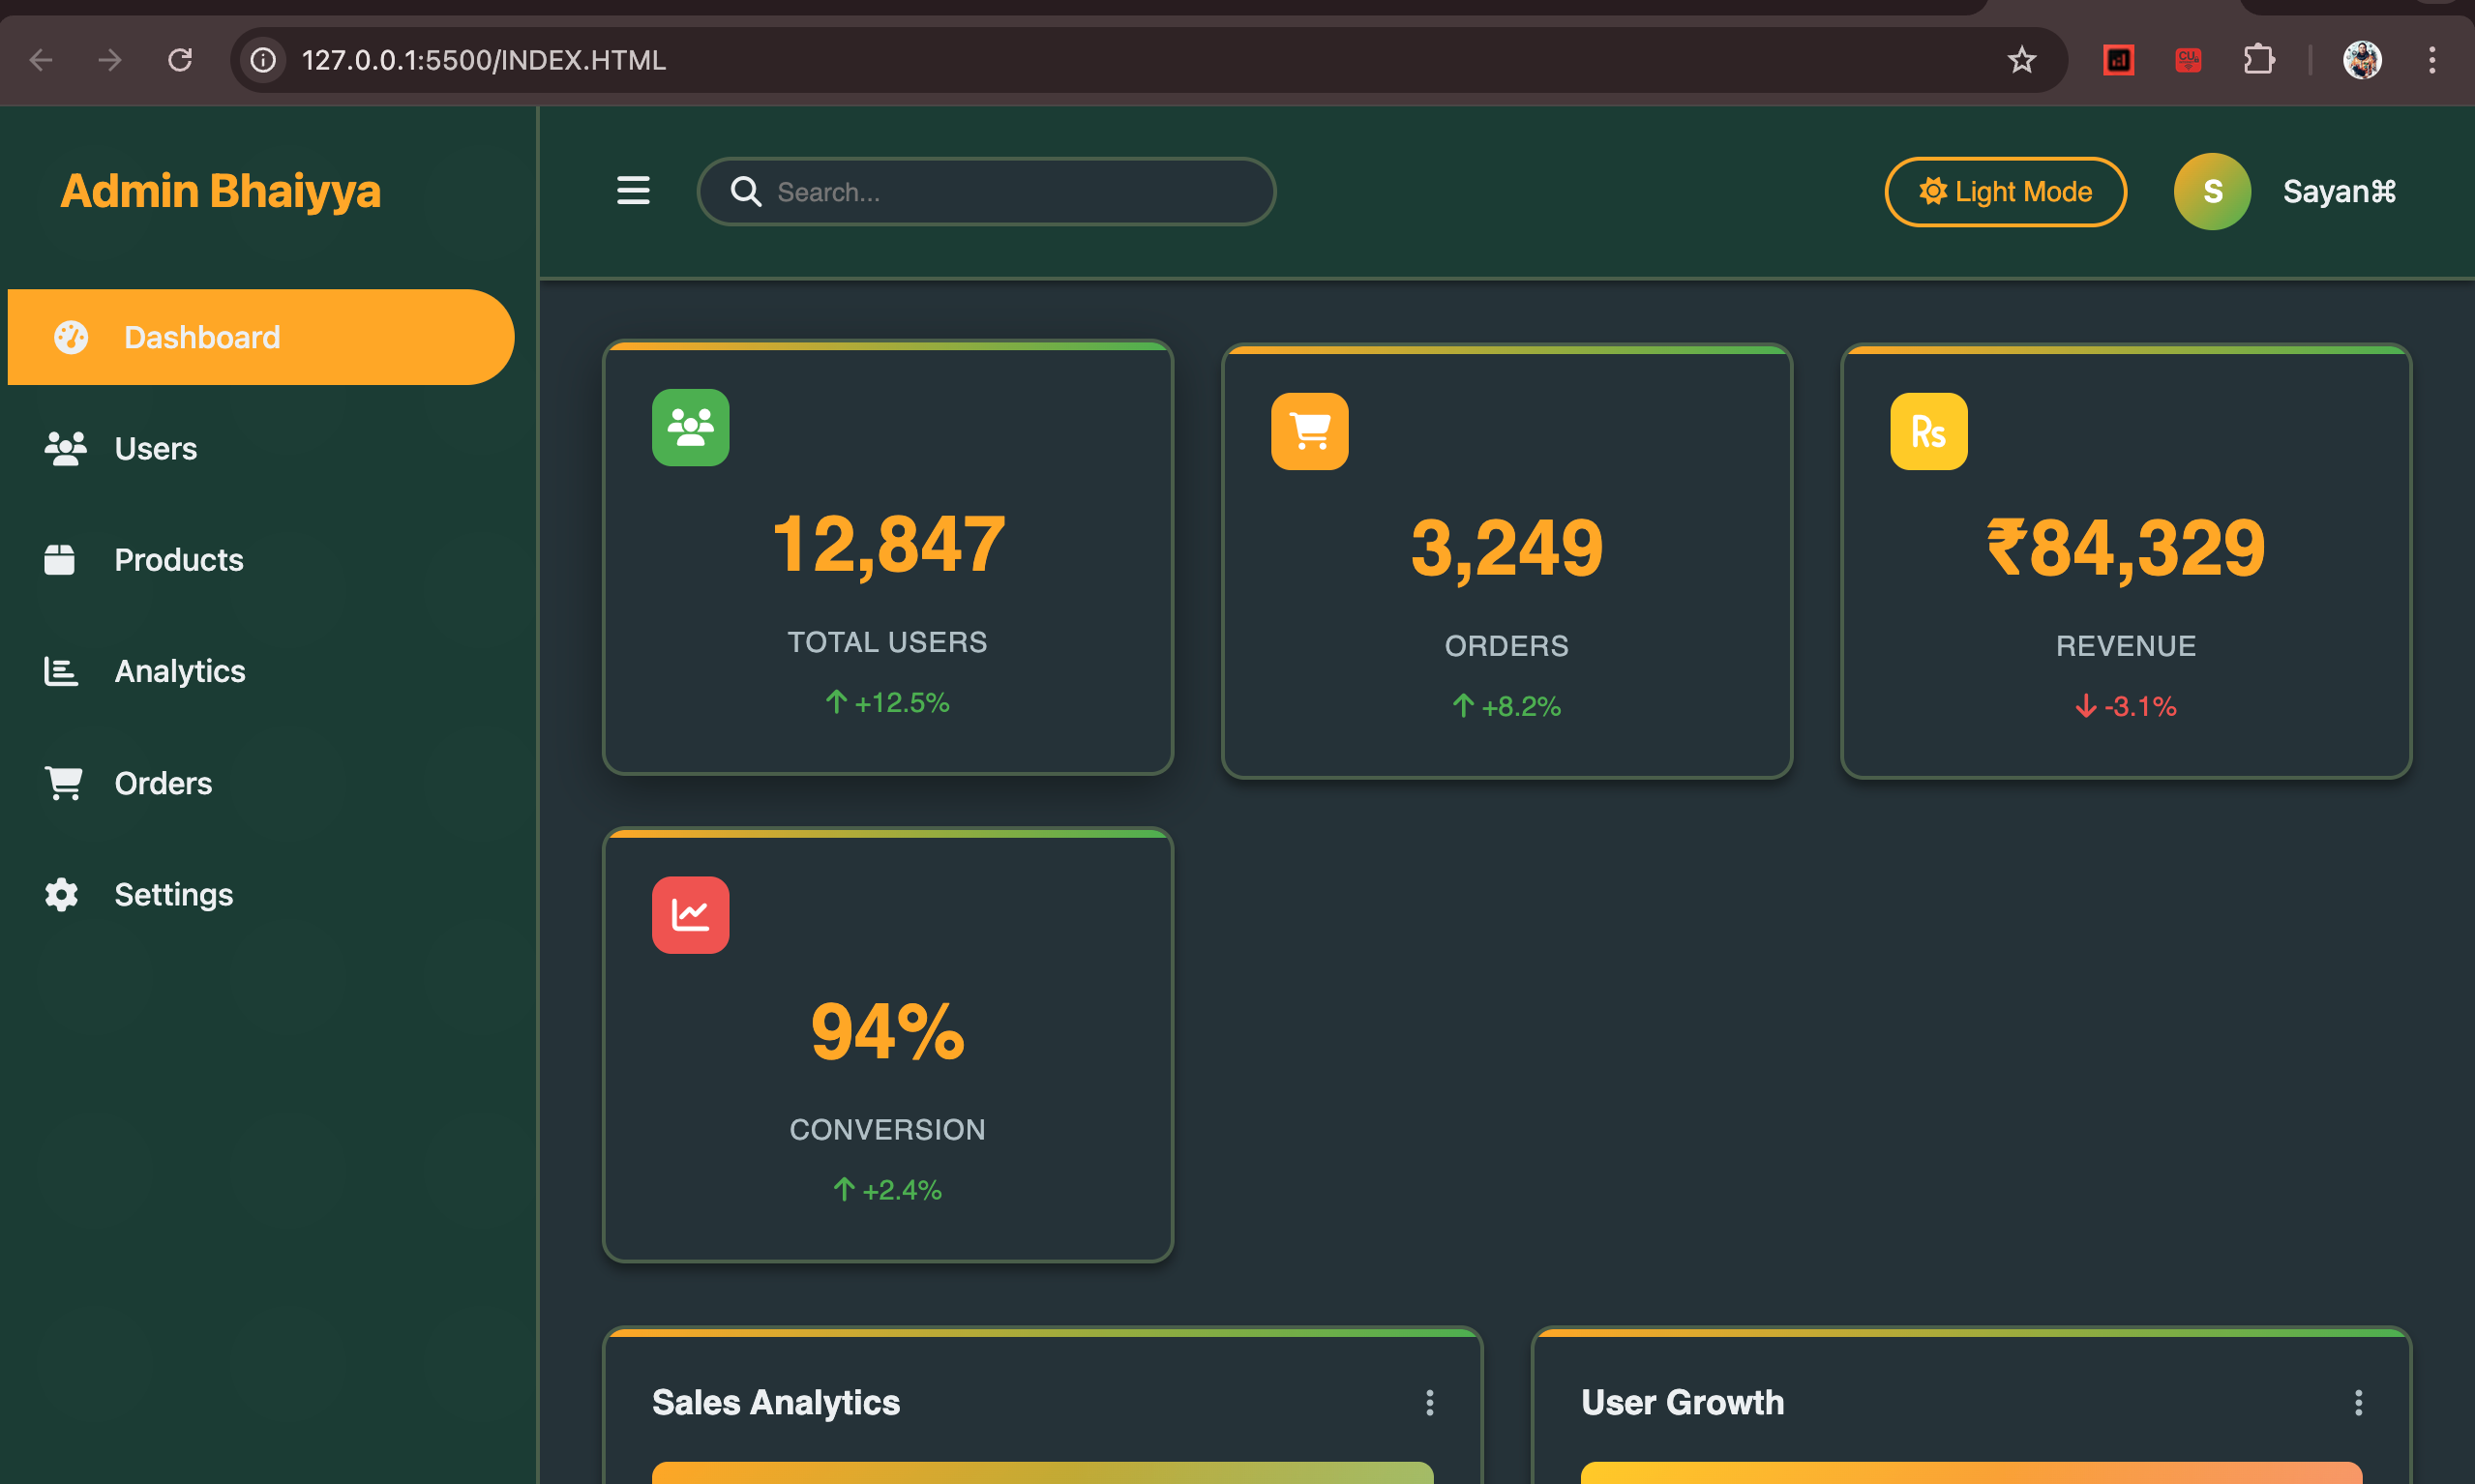 127.0.0.1:5500/INDEX.HTML
CU
Admin Bhaiyya
Search...
Light Mode
S
Sayan⌘
Dashboard
Users
Products
Analytics
Orders
Settings
12,847
TOTAL USERS
+12.5%
3,249
ORDERS
+8.2%
Rs
₹84,329
REVENUE
-3.1%
94%
CONVERSION
+2.4%
Sales Analytics
User Growth